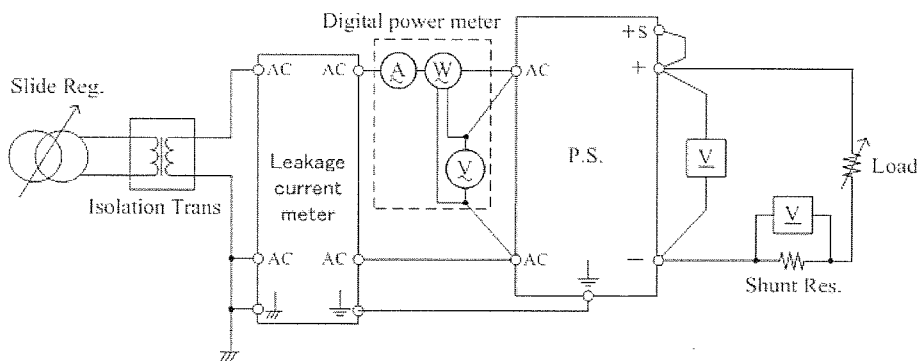 Digital power meter
Slide Reg.
Isolation Trans
AC AC
Leakage
current
meter
AC AC
A W
V
AC
P.S.
AC
+S
+
−
V
Load
V
Shunt Res.